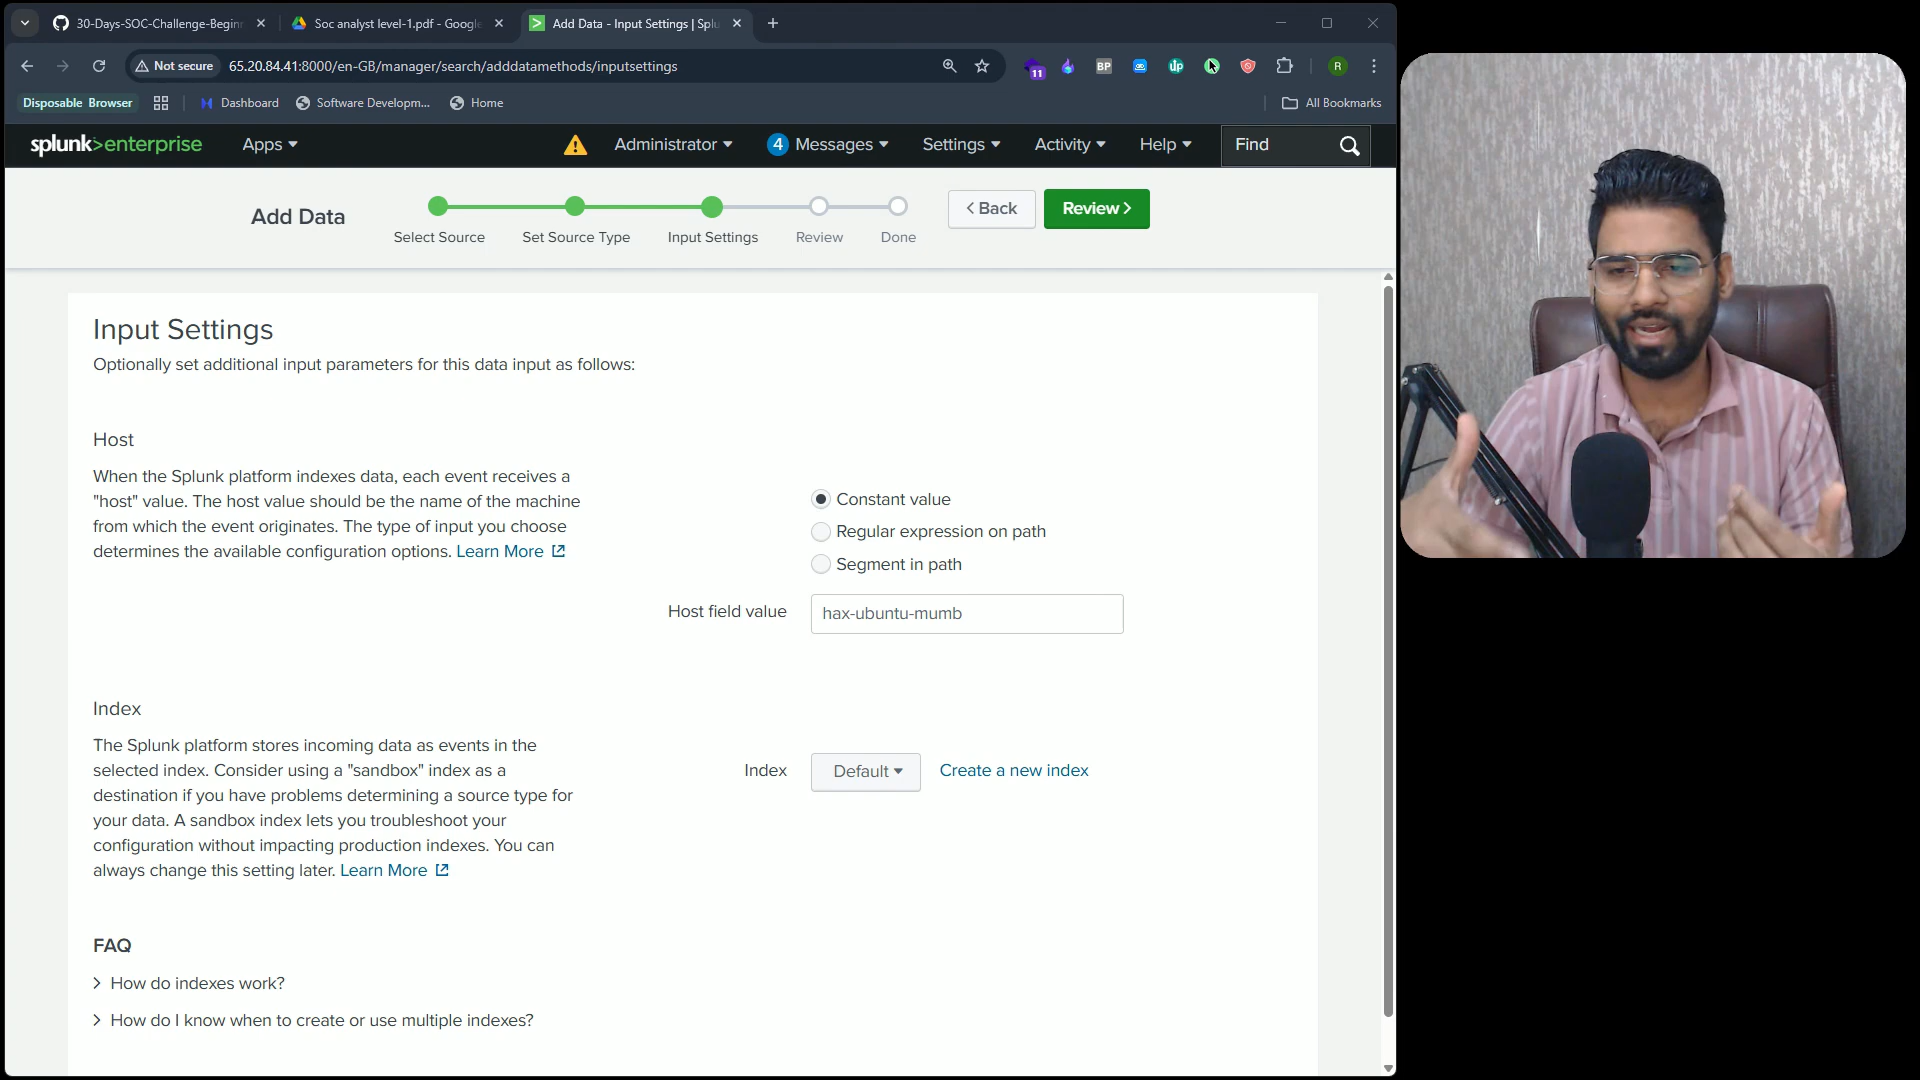 30-Days-SOC-Challenge-Beginn
Soc analyst level-1.pdf - Google
Add Data - Input Settings | Splu
Not secure
65.20.84.41:8000/en-GB/manager/search/adddatamethods/inputsettings
11
BP
up
R
Disposable Browser
Dashboard
Software Developm...
Home
All Bookmarks
splunk>enterprise
Apps
Administrator
4 Messages
Settings
Activity
Help
Find
Add Data
Select Source
Set Source Type
Input Settings
Review
Done
< Back
Review >
Input Settings
Optionally set additional input parameters for this data input as follows:
Host
When the Splunk platform indexes data, each event receives a
"host" value. The host value should be the name of the machine
from which the event originates. The type of input you choose
determines the available configuration options. Learn More
Constant value
Regular expression on path
Segment in path
Host field value
hax-ubuntu-mumb
Index
The Splunk platform stores incoming data as events in the
selected index. Consider using a "sandbox" index as a
destination if you have problems determining a source type for
your data. A sandbox index lets you troubleshoot your
configuration without impacting production indexes. You can
always change this setting later. Learn More
Index
Default
Create a new index
FAQ
> How do indexes work?
> How do I know when to create or use multiple indexes?